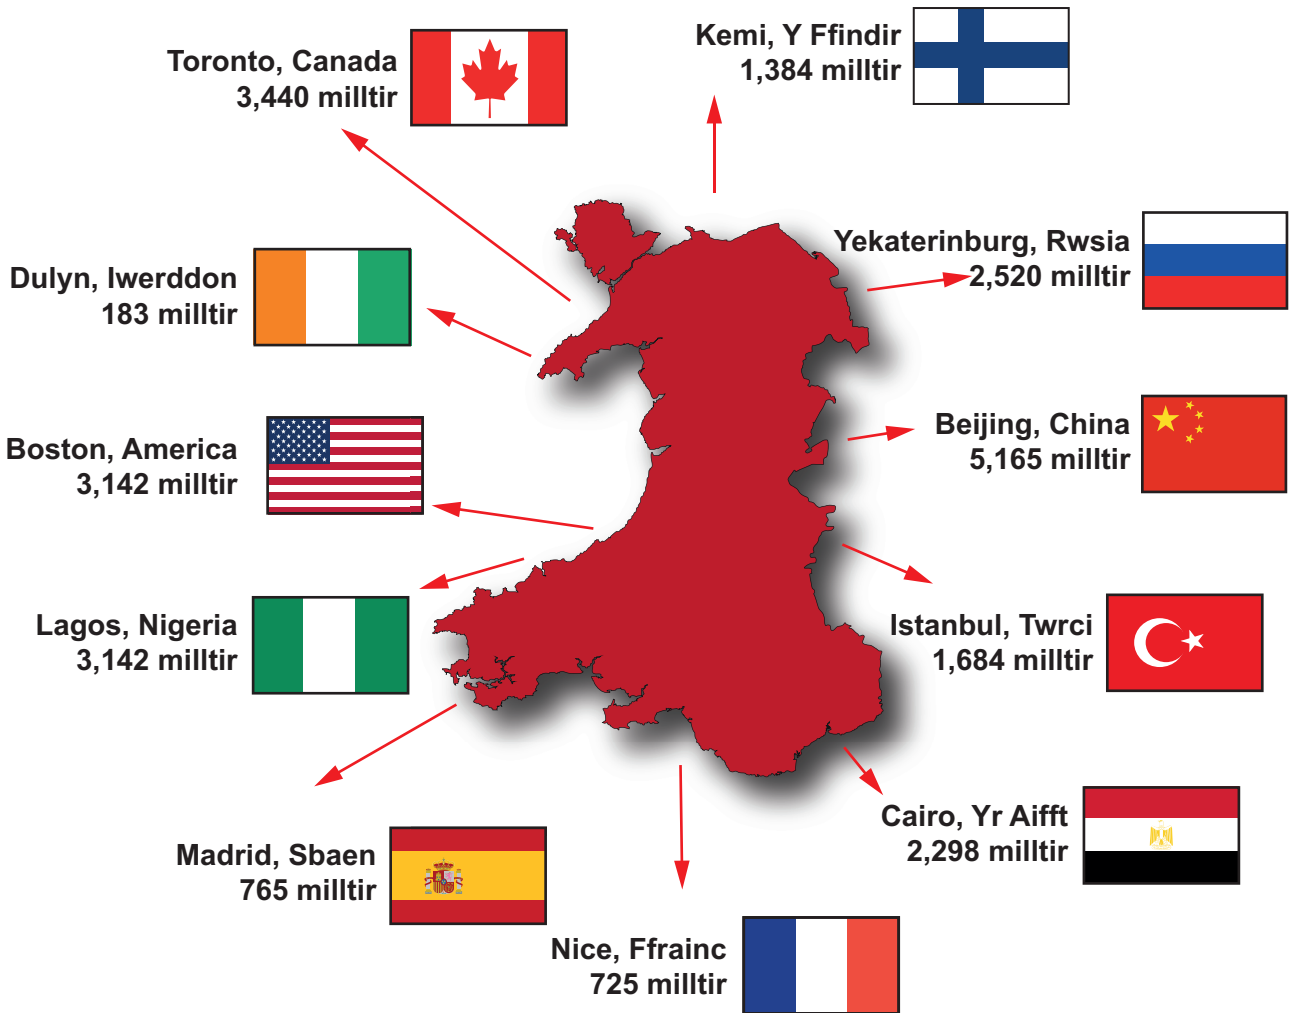 Kemi, Y Ffindir
1,384 milltir
Toronto, Canada
3,440 milltir
Yekaterinburg, Rwsia
2,520 milltir
Dulyn, Iwerddon
183 milltir
Beijing, China
5,165 milltir
Boston, America
3,142 milltir
Lagos, Nigeria
3,142 milltir
Istanbul, Twrci
1,684 milltir
Cairo, Yr Aifft
2,298 milltir
Madrid, Sbaen
765 milltir
Nice, Ffrainc
725 milltir